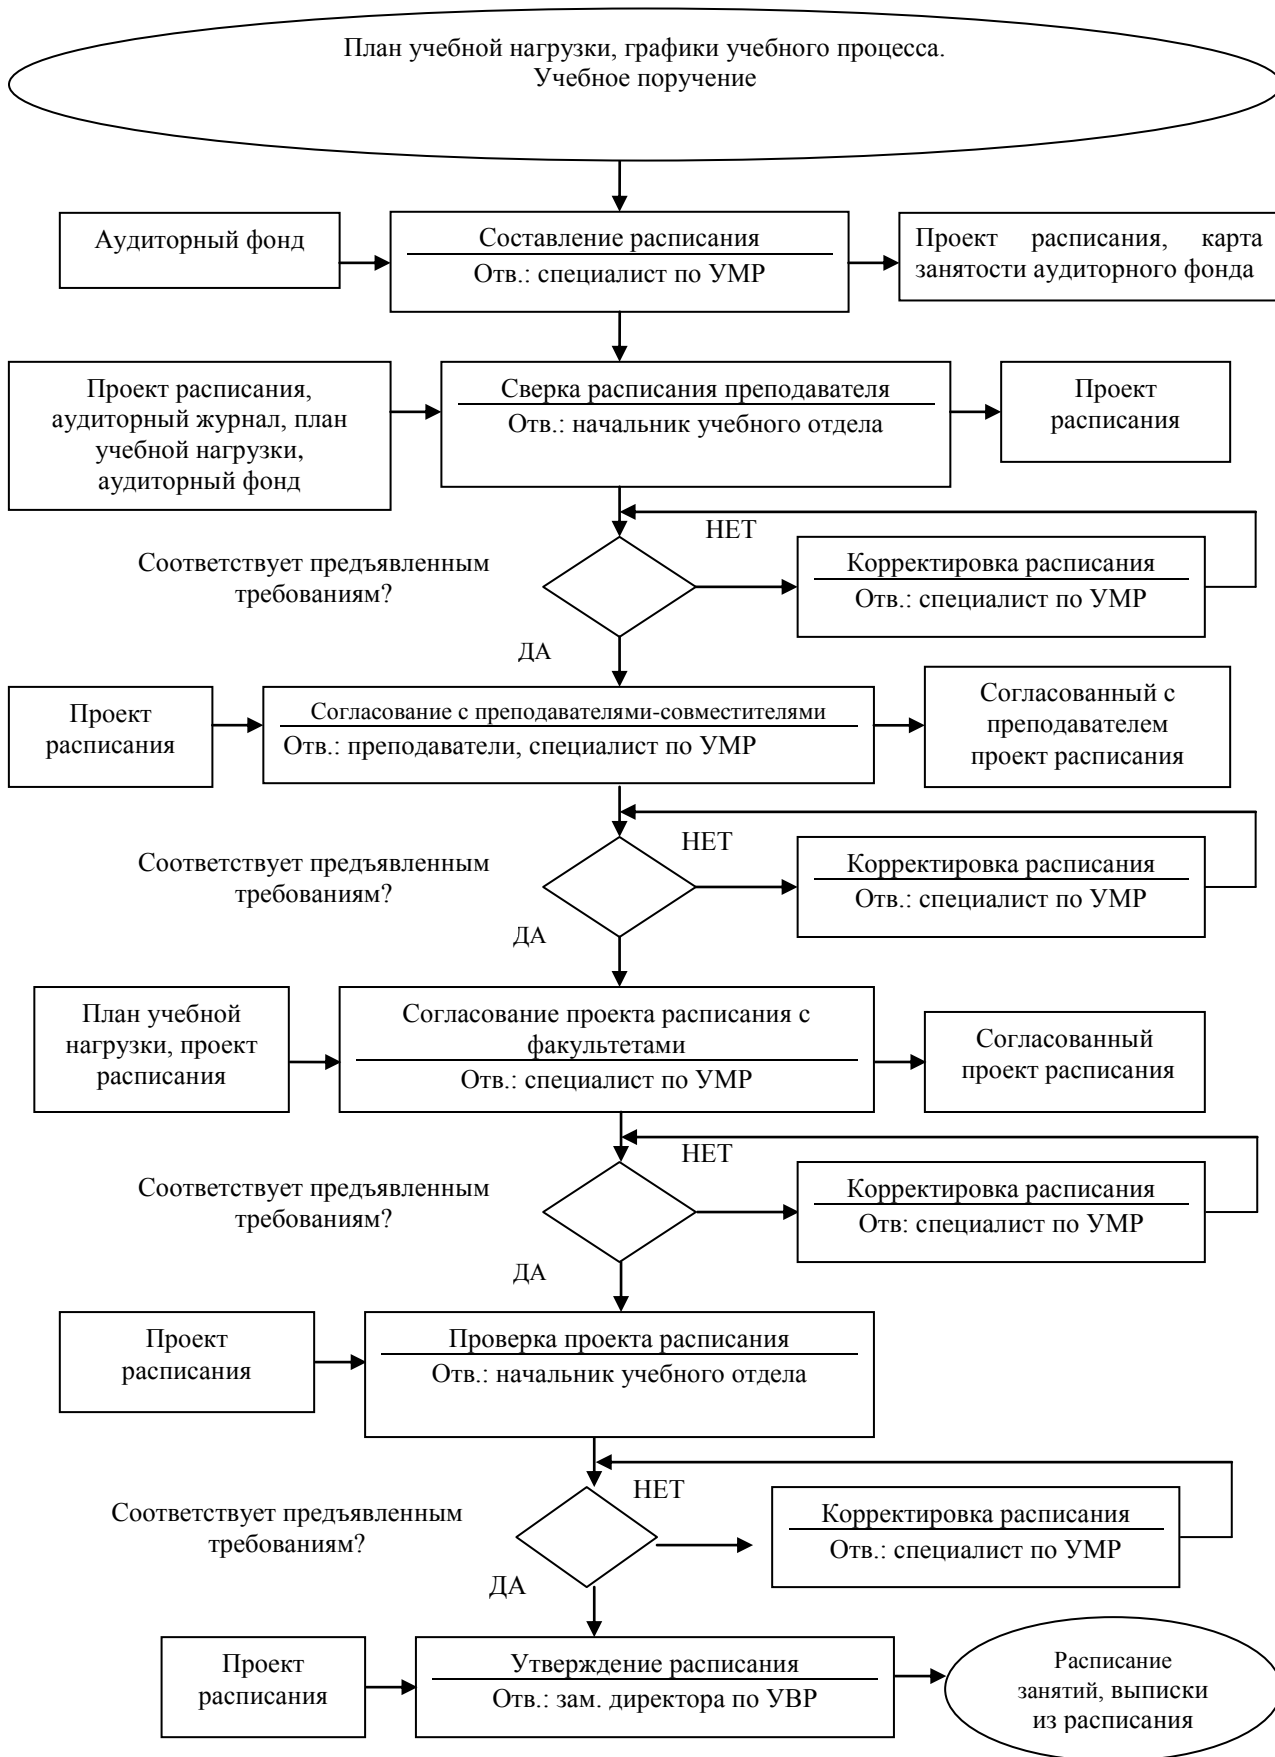 План учебной нагрузки, графики учебного процесса.
Учебное поручение
Аудиторный фонд
Составление расписания
Отв.: специалист по УМР
Проект расписания, карта
занятости аудиторного фонда
Проект расписания,
аудиторный журнал, план
учебной нагрузки,
аудиторный фонд
Сверка расписания преподавателя
Отв.: начальник учебного отдела
Проект
расписания
НЕТ
Соответствует предъявленным
требованиям?
Корректировка расписания
Отв.: специалист по УМР
ДА
Проект
расписания
Согласование с преподавателями-совместителями
Отв.: преподаватели, специалист по УМР
Согласованный с
преподавателем
проект расписания
НЕТ
Соответствует предъявленным
требованиям?
Корректировка расписания
Отв.: специалист по УМР
ДА
План учебной
нагрузки, проект
расписания
Согласование проекта расписания с
факультетами
Отв.: специалист по УМР
Согласованный
проект расписания
НЕТ
Соответствует предъявленным
требованиям?
Корректировка расписания
Отв: специалист по УМР
ДА
Проект
расписания
Проверка проекта расписания
Отв.: начальник учебного отдела
НЕТ
Соответствует предъявленным
требованиям?
Корректировка расписания
Отв.: специалист по УМР
ДА
Проект
расписания
Утверждение расписания
Отв.: зам. директора по УВР
Расписание
занятий, выписки
из расписания